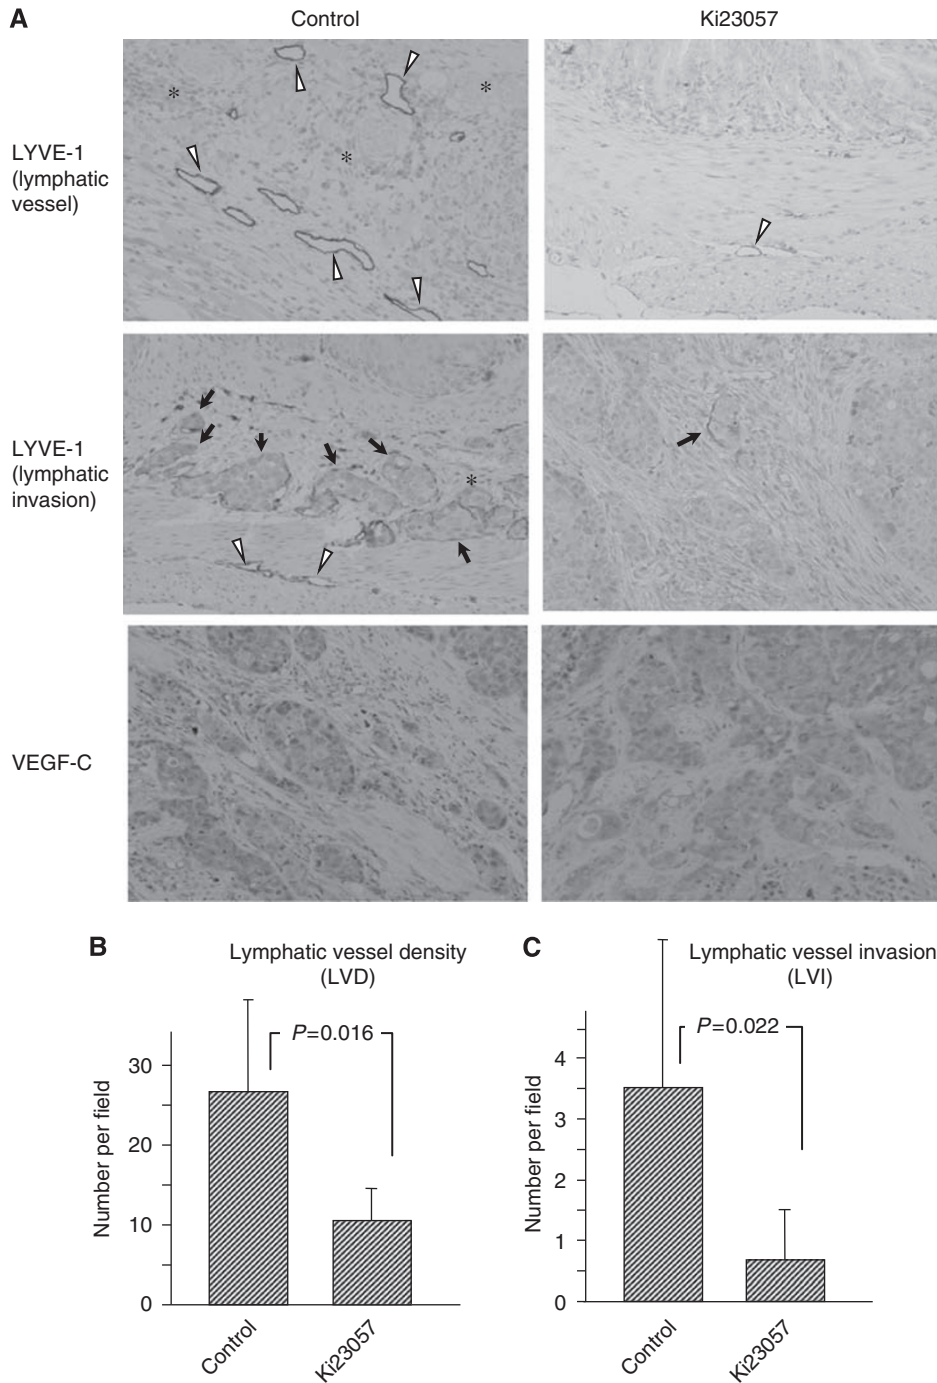 A
Control
Ki23057
LYVE-1
(lymphatic
vessel)
*
*
*
LYVE-1
(lymphatic
invasion)
*
VEGF-C
B
Lymphatic vessel density
(LVD)
P=0.016
Number per field
30
20
10
0
Control
Ki23057
C
Lymphatic vessel invasion
(LVI)
P=0.022
Number per field
4
3
2
1
0
Control
Ki23057